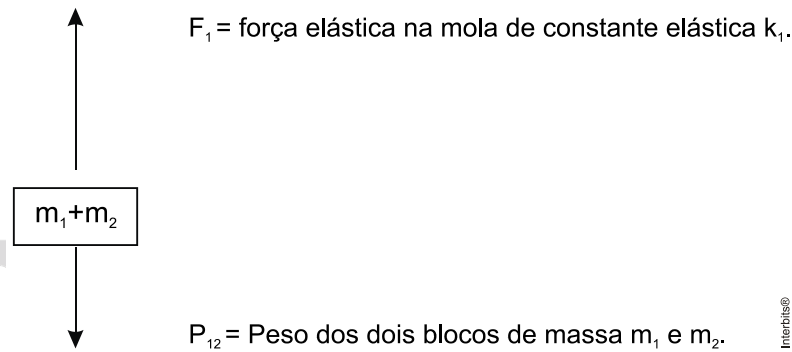 F₁ = força elástica na mola de constante elástica k₁.
m₁+m₂
P₁₂ = Peso dos dois blocos de massa m₁ e m₂.
Interbits®